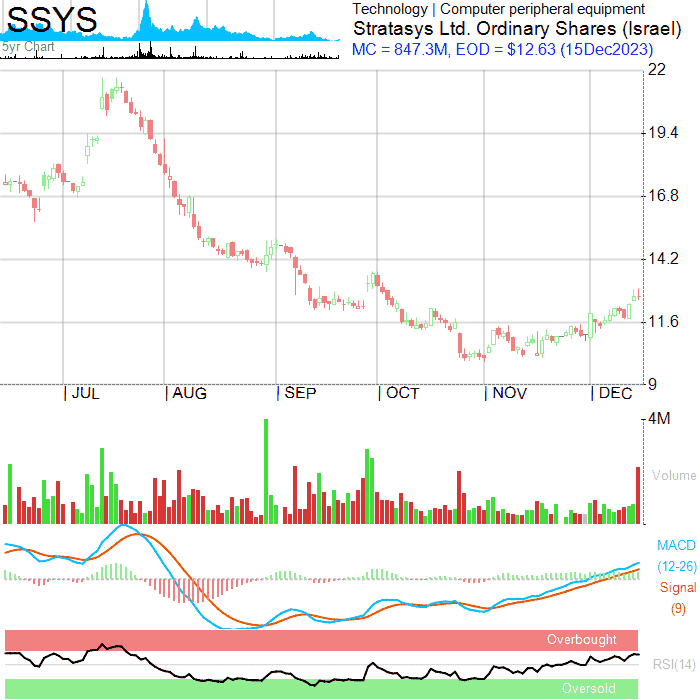 SSYS
5yr Chart
Technology | Computer peripheral equipment
Stratasys Ltd. Ordinary Shares (Israel)
MC = 847.3M, EOD = $12.63 (15Dec2023)
22
19.4
16.8
14.2
11.6
9
JUL AUG SEP OCT NOV DEC
4M
Volume
MACD
(12-26)
Signal
(9)
Overbought
RSI(14)
Oversold